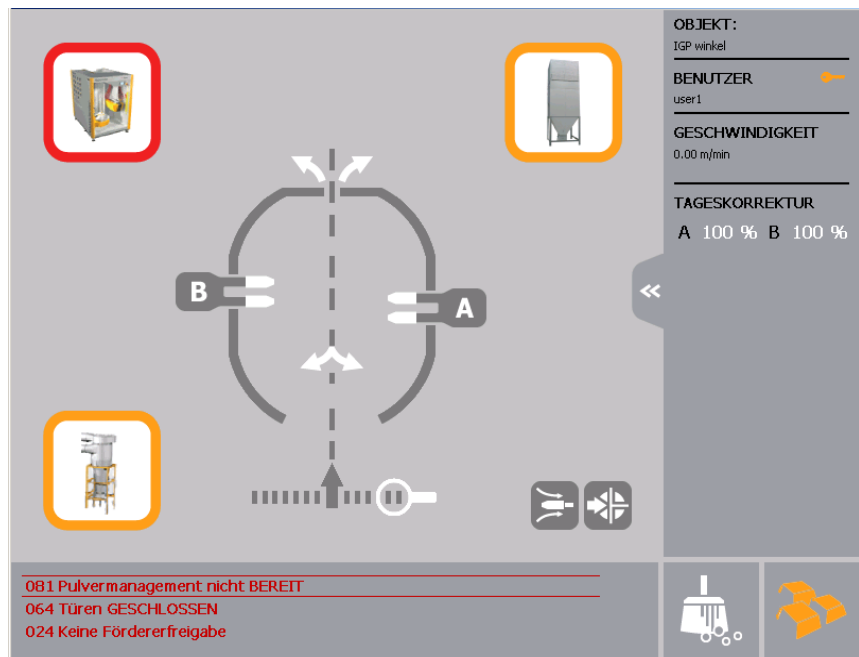 OBJEKT:
IGP winkel
BENUTZER
user1
GESCHWINDIGKEIT
0.00 m/min
TAGESKORREKTUR
A 100 % B 100 %
B
A
081 Pulvermanagement nicht BEREIT
064 Türen GESCHLOSSEN
024 Keine Fördererfreigabe